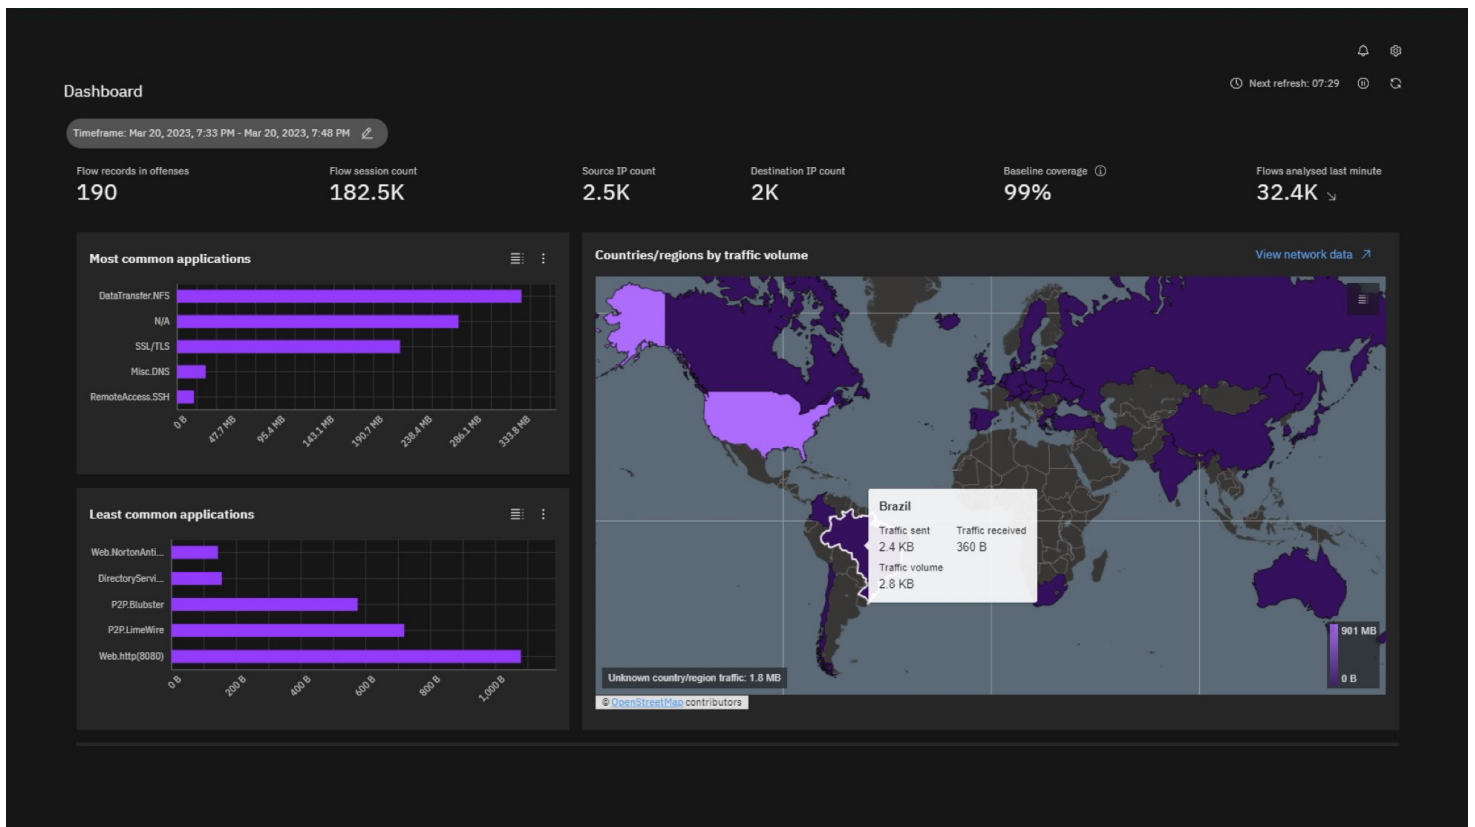 Next refresh: 07:29
Dashboard
Timeframe: Mar 20, 2023, 7:33 PM - Mar 20, 2023, 7:48 PM
Flow records in offenses
190
Flow session count
182.5K
Source IP count
2.5K
Destination IP count
2K
Baseline coverage
99%
Flows analysed last minute
32.4K
Most common applications
DataTransfer.NFS
N/A
SSL/TLS
Misc.DNS
RemoteAccess.SSH
0 B
47.7 MB
95.4 MB
143.1 MB
190.7 MB
238.4 MB
286.1 MB
333.8 MB
Least common applications
Web.NortonAnti...
DirectoryServi...
P2P.Blubster
P2P.LimeWire
Web.http(8080)
0 B
200 B
400 B
600 B
800 B
1,000 B
Countries/regions by traffic volume
View network data
Brazil
Traffic sent Traffic received
2.4 KB 360 B
Traffic volume
2.8 KB
901 MB
0 B
Unknown country/region traffic: 1.8 MB
© OpenStreetMap contributors